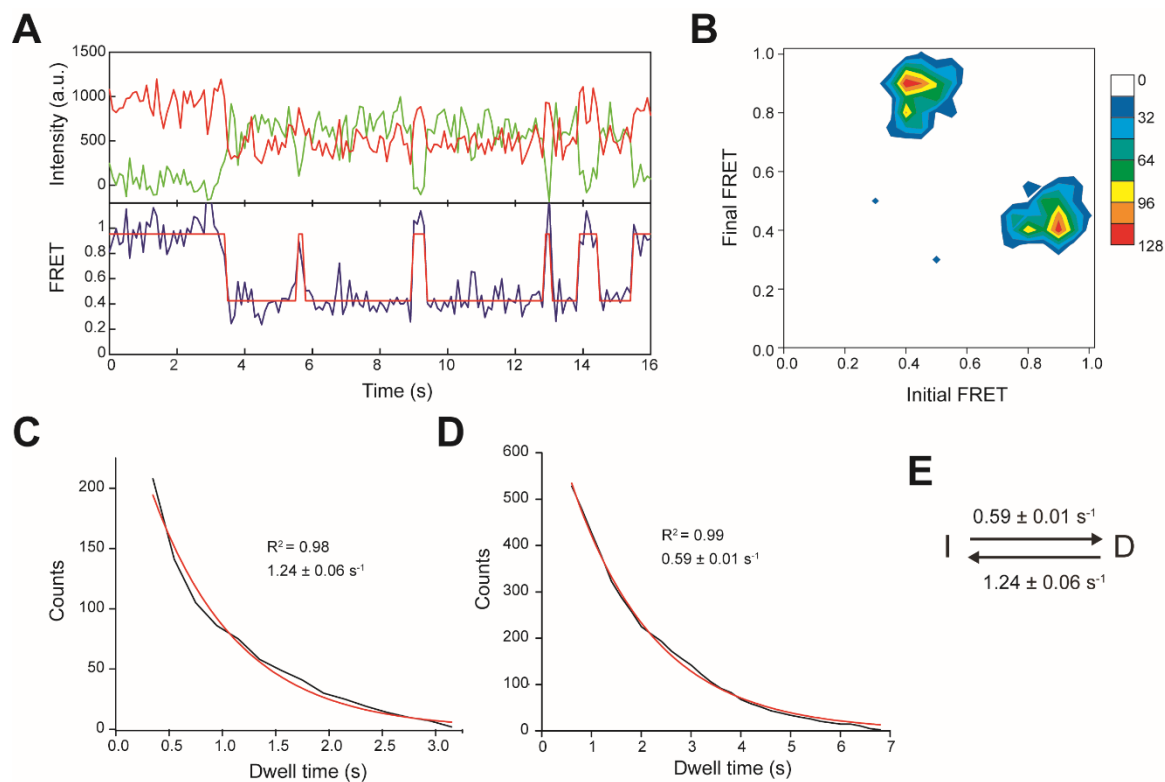 A
Intensity (a.u.)
1500
1000
500
0
FRET
1
0.8
0.6
0.4
0.2
0
0 2 4 6 8 10 12 14 16
Time (s)
B
Final FRET
1.0
0.8
0.6
0.4
0.2
0.0
0.0 0.2 0.4 0.6 0.8 1.0
Initial FRET
0
32
64
96
128
C
Counts
200
150
100
50
0
R² = 0.98
1.24 ± 0.06 s⁻¹
0.0 0.5 1.0 1.5 2.0 2.5 3.0
Dwell time (s)
D
Counts
600
500
400
300
200
100
0
R² = 0.99
0.59 ± 0.01 s⁻¹
0 1 2 3 4 5 6 7
Dwell time (s)
E
0.59 ± 0.01 s⁻¹
I D
1.24 ± 0.06 s⁻¹